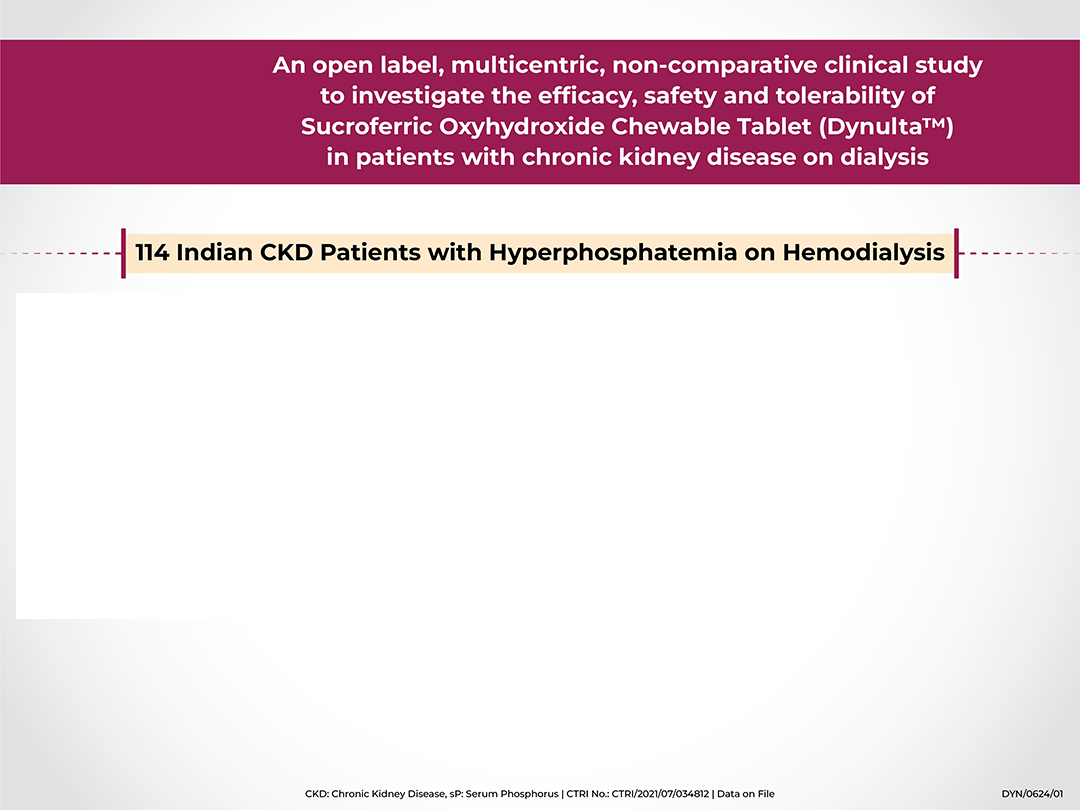 An open label, multicentric, non-comparative clinical study
to investigate the efficacy, safety and tolerability of
Sucroferric Oxyhydroxide Chewable Tablet (Dynulta™)
in patients with chronic kidney disease on dialysis
114 Indian CKD Patients with Hyperphosphatemia on Hemodialysis
CKD: Chronic Kidney Disease, sP: Serum Phosphorus | CTRI No.: CTRI/2021/07/034812 | Data on File
DYN/0624/01